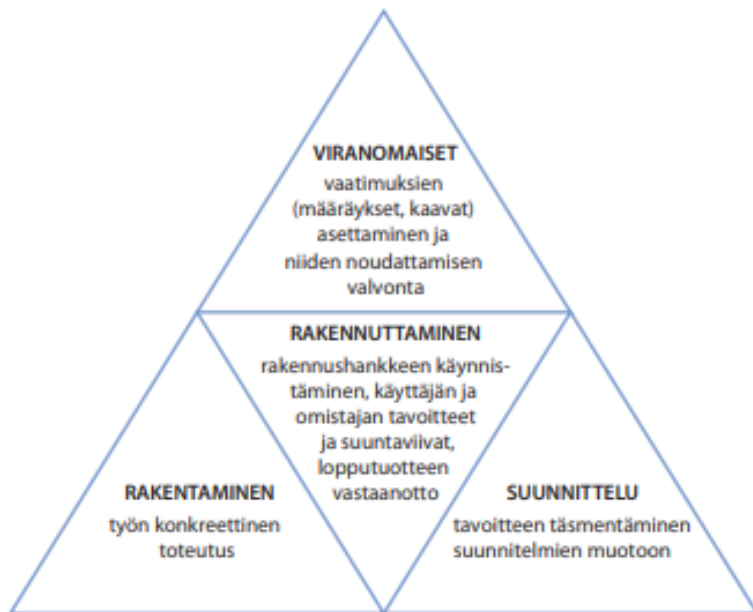 VIRANOMAISET
vaatimuksien
(määräykset, kaavat)
asettaminen ja
niiden noudattamisen
valvonta
RAKENNUTTAMINEN
rakennushankkeen käynnis-
täminen, käyttäjän ja
omistajan tavoitteet
ja suuntaviivat,
lopputuotteen
vastaanotto
RAKENTAMINEN
työn konkreettinen
toteutus
SUUNNITTELU
tavoitteen täsmentäminen
suunnitelmien muotoon